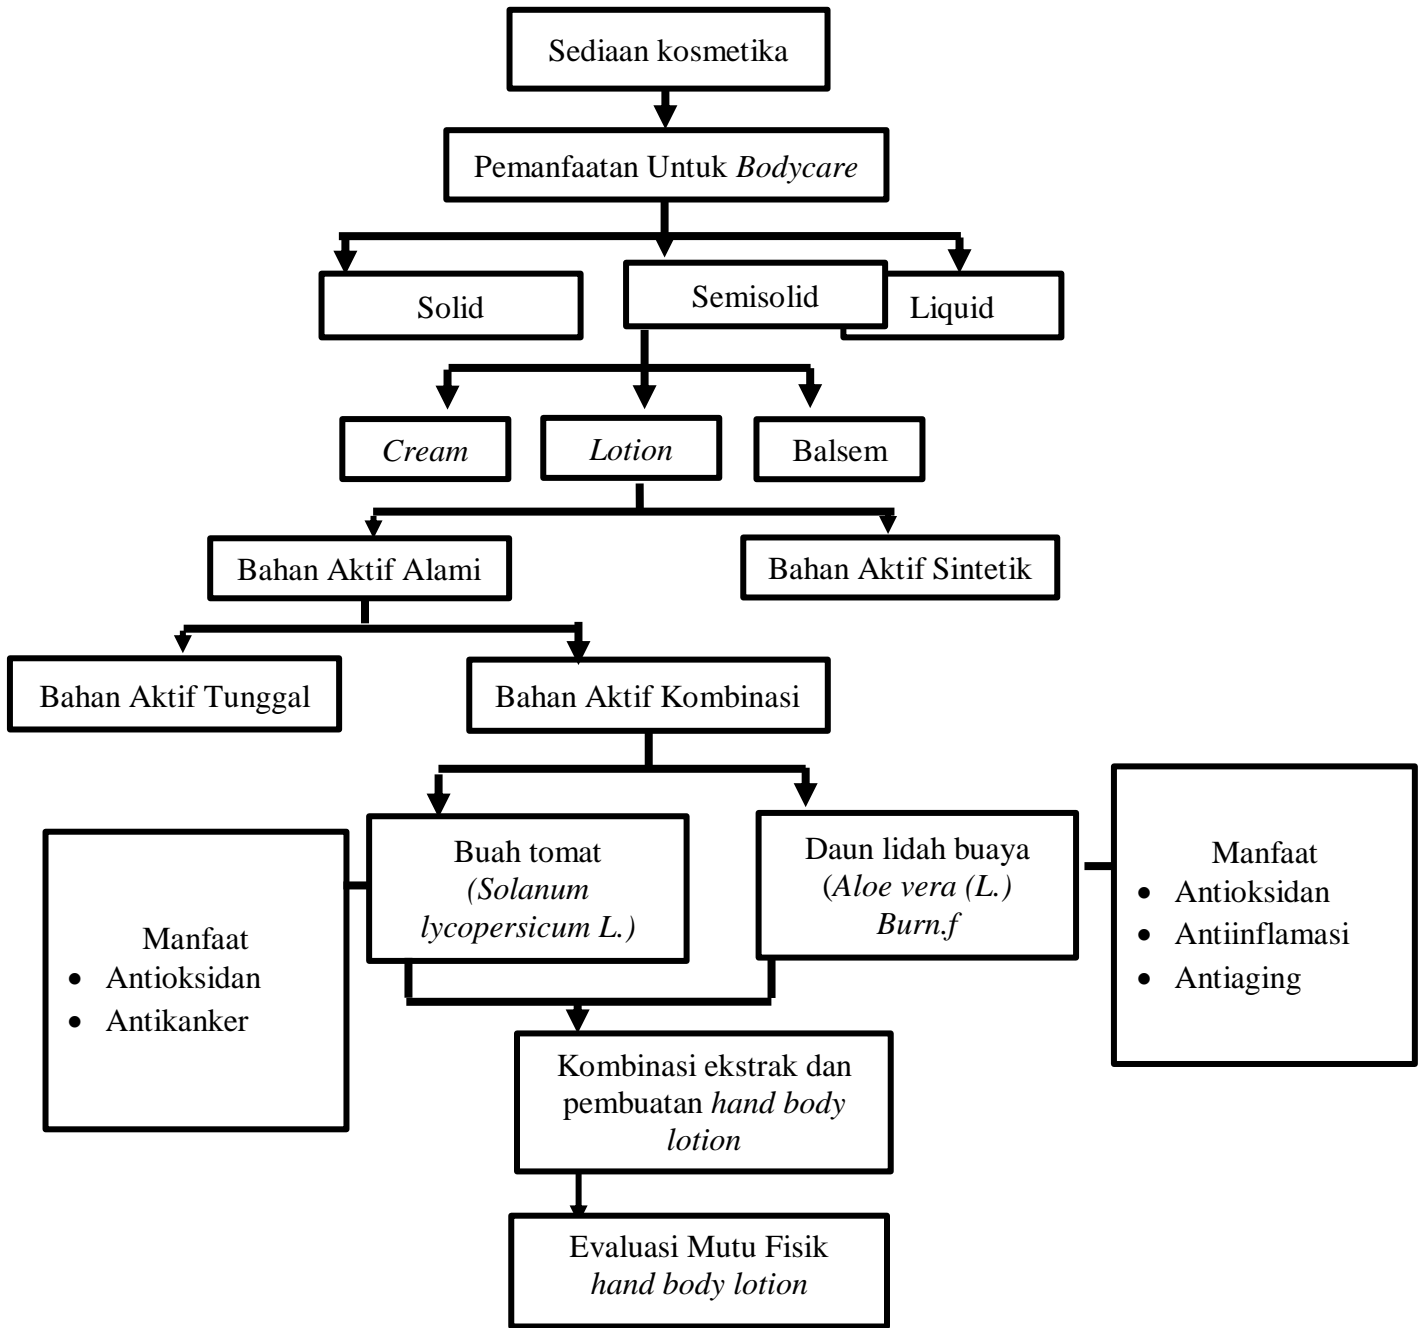 Sediaan kosmetika
Pemanfaatan Untuk Bodycare
Solid
Semisolid
Liquid
Cream
Lotion
Balsem
Bahan Aktif Alami
Bahan Aktif Sintetik
Bahan Aktif Tunggal
Bahan Aktif Kombinasi
Manfaat
• Antioksidan
• Antikanker
Buah tomat
(Solanum
lycopersicum L.)
Daun lidah buaya
(Aloe vera (L.)
Burn.f
Manfaat
• Antioksidan
• Antiinflamasi
• Antiaging
Kombinasi ekstrak dan
pembuatan hand body
lotion
Evaluasi Mutu Fisik
hand body lotion